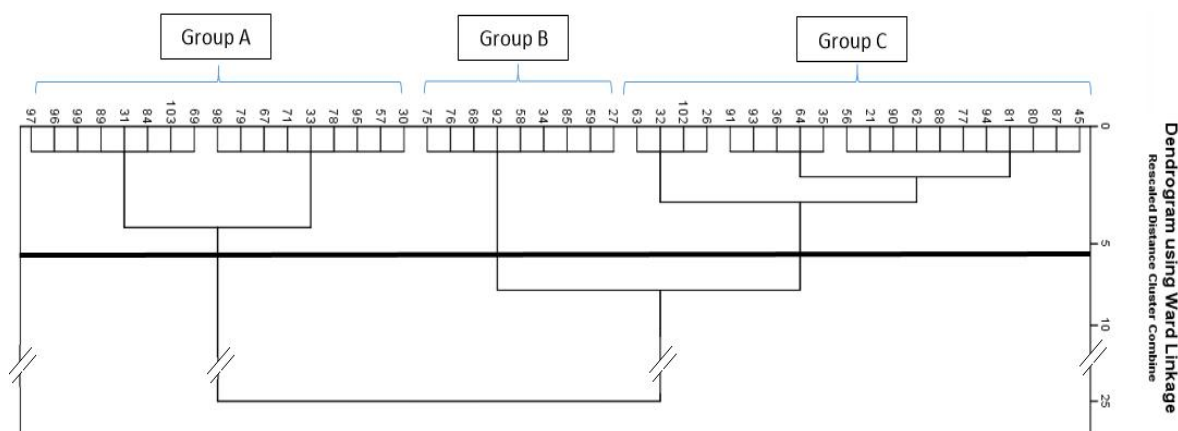 Group A
Group B
Group C
97 96 99 89 31 84 103 69 98 79 67 71 33 78 95 57 30 75 76 68 92 58 34 85 59 27 63 32 102 26 91 93 36 64 35 56 21 90 62 88 77 94 81 80 87 45
0
5
10
25
Dendrogram using Ward Linkage
Rescaled Distance Cluster Combine